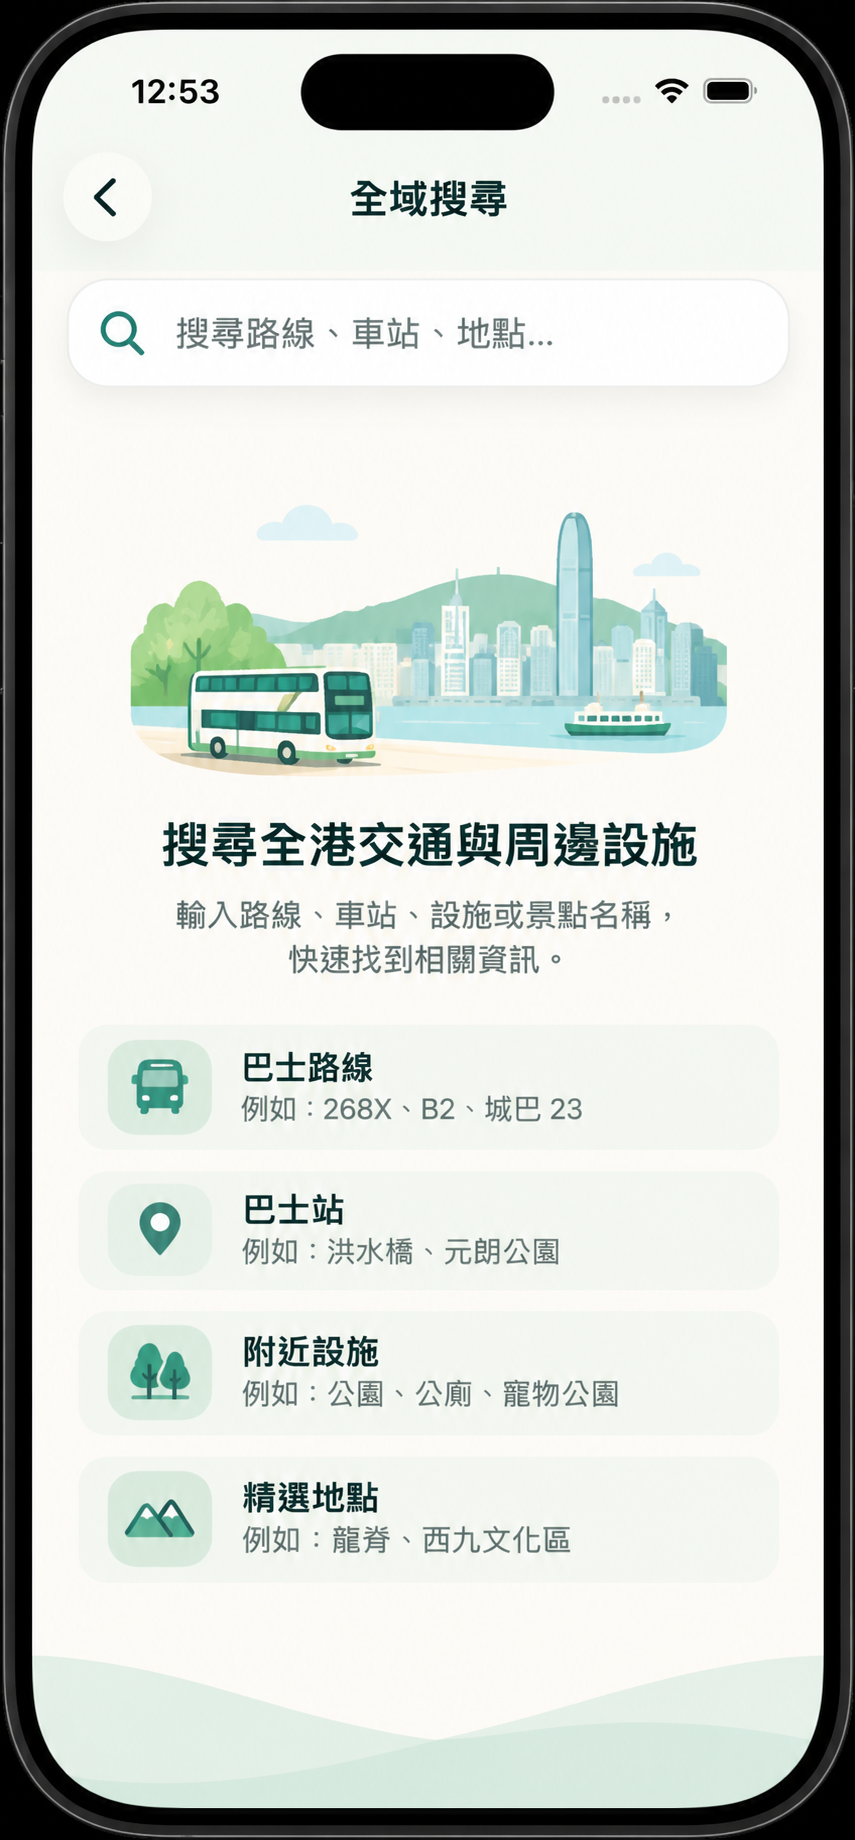 12:53
全域搜尋
搜尋路線、車站、地點...
搜尋全港交通與周邊設施
輸入路線、車站、設施或景點名稱，
快速找到相關資訊。
巴士路線
例如：268X、B2、城巴 23
巴士站
例如：洪水橋、元朗公園
附近設施
例如：公園、公廁、寵物公園
精選地點
例如：龍脊、西九文化區